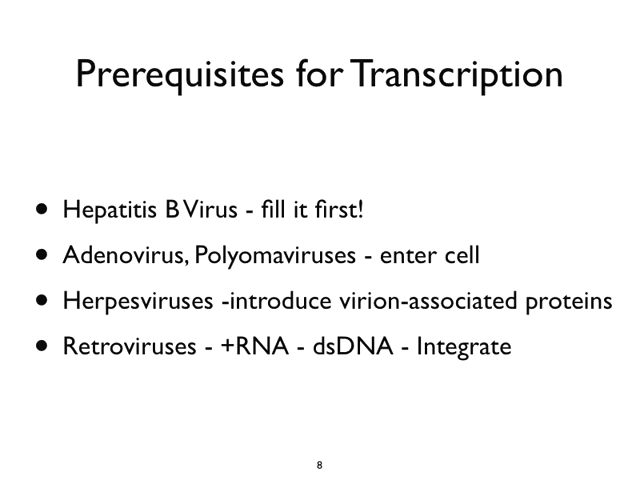 Prerequisites for Transcription
• Hepatitis B Virus - fill it first!
• Adenovirus, Polyomaviruses - enter cell
• Herpesviruses -introduce virion-associated proteins
• Retroviruses - +RNA - dsDNA - Integrate
8